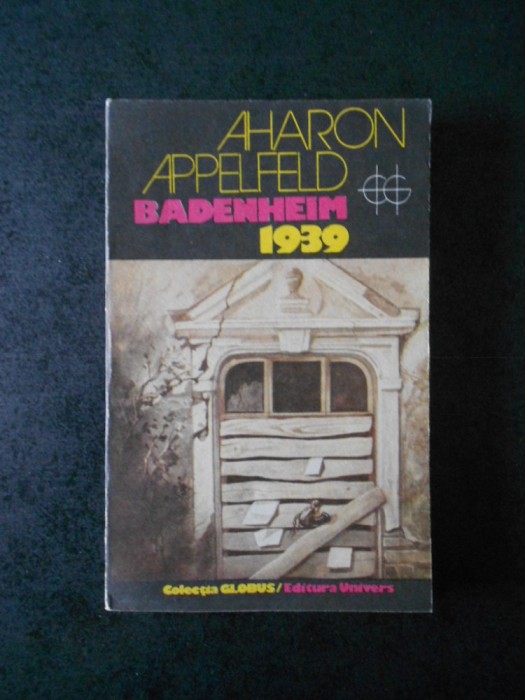 AHARON
APPELFELD
BADENHEIM
1939
Colecția GLOBUS/Editura Univers